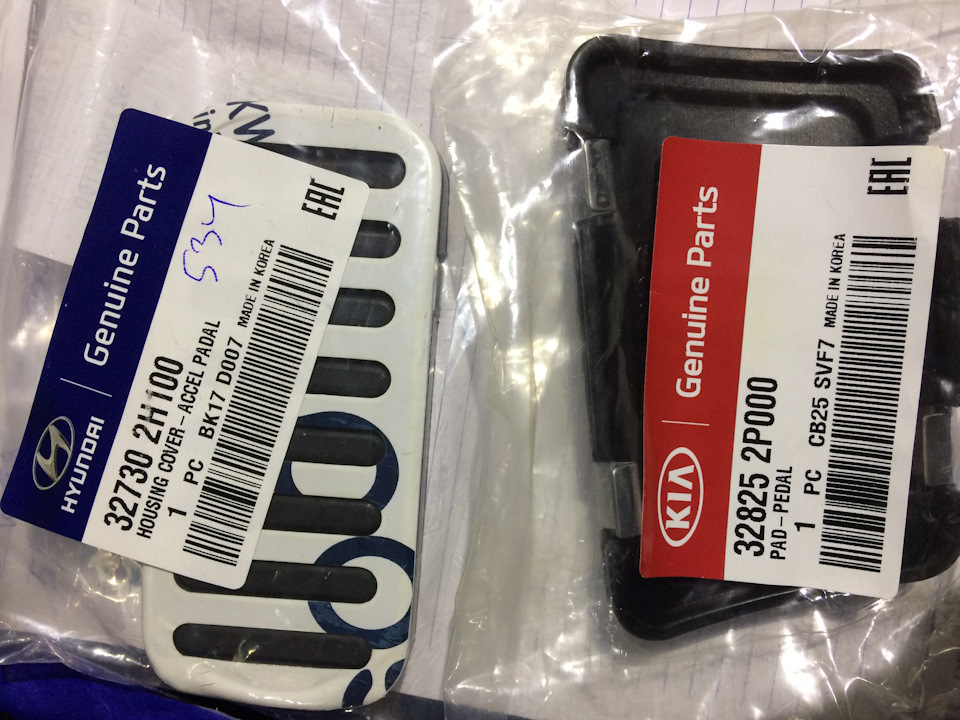 HYUNDAI | Genuine Parts
534
EAC
32730 2H100
HOUSING COVER-ACCEL PADAL
1 PC BK17 D007 MADE IN KOREA
KIA | Genuine Parts
EAC
32825 2P000
PAD-PEDAL
1 PC CB25 SVF7 MADE IN KOREA